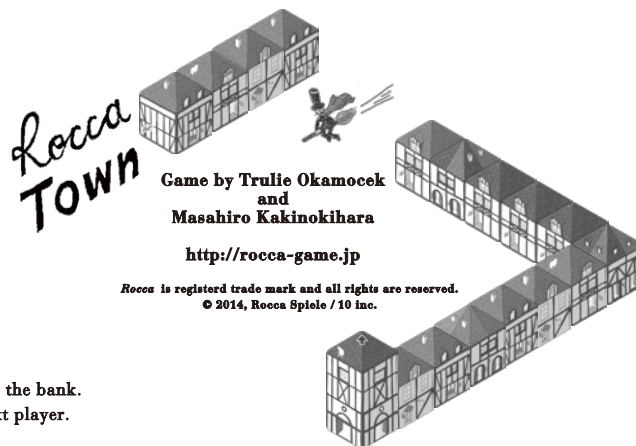 Rocca
Town
Game by Trulie Okamocek
and
Masahiro Kakinokihara
http://rocca-game.jp
Rocca is registerd trade mark and all rights are reserved.
© 2014, Rocca Spiele / 10 inc.
the bank.
t player.